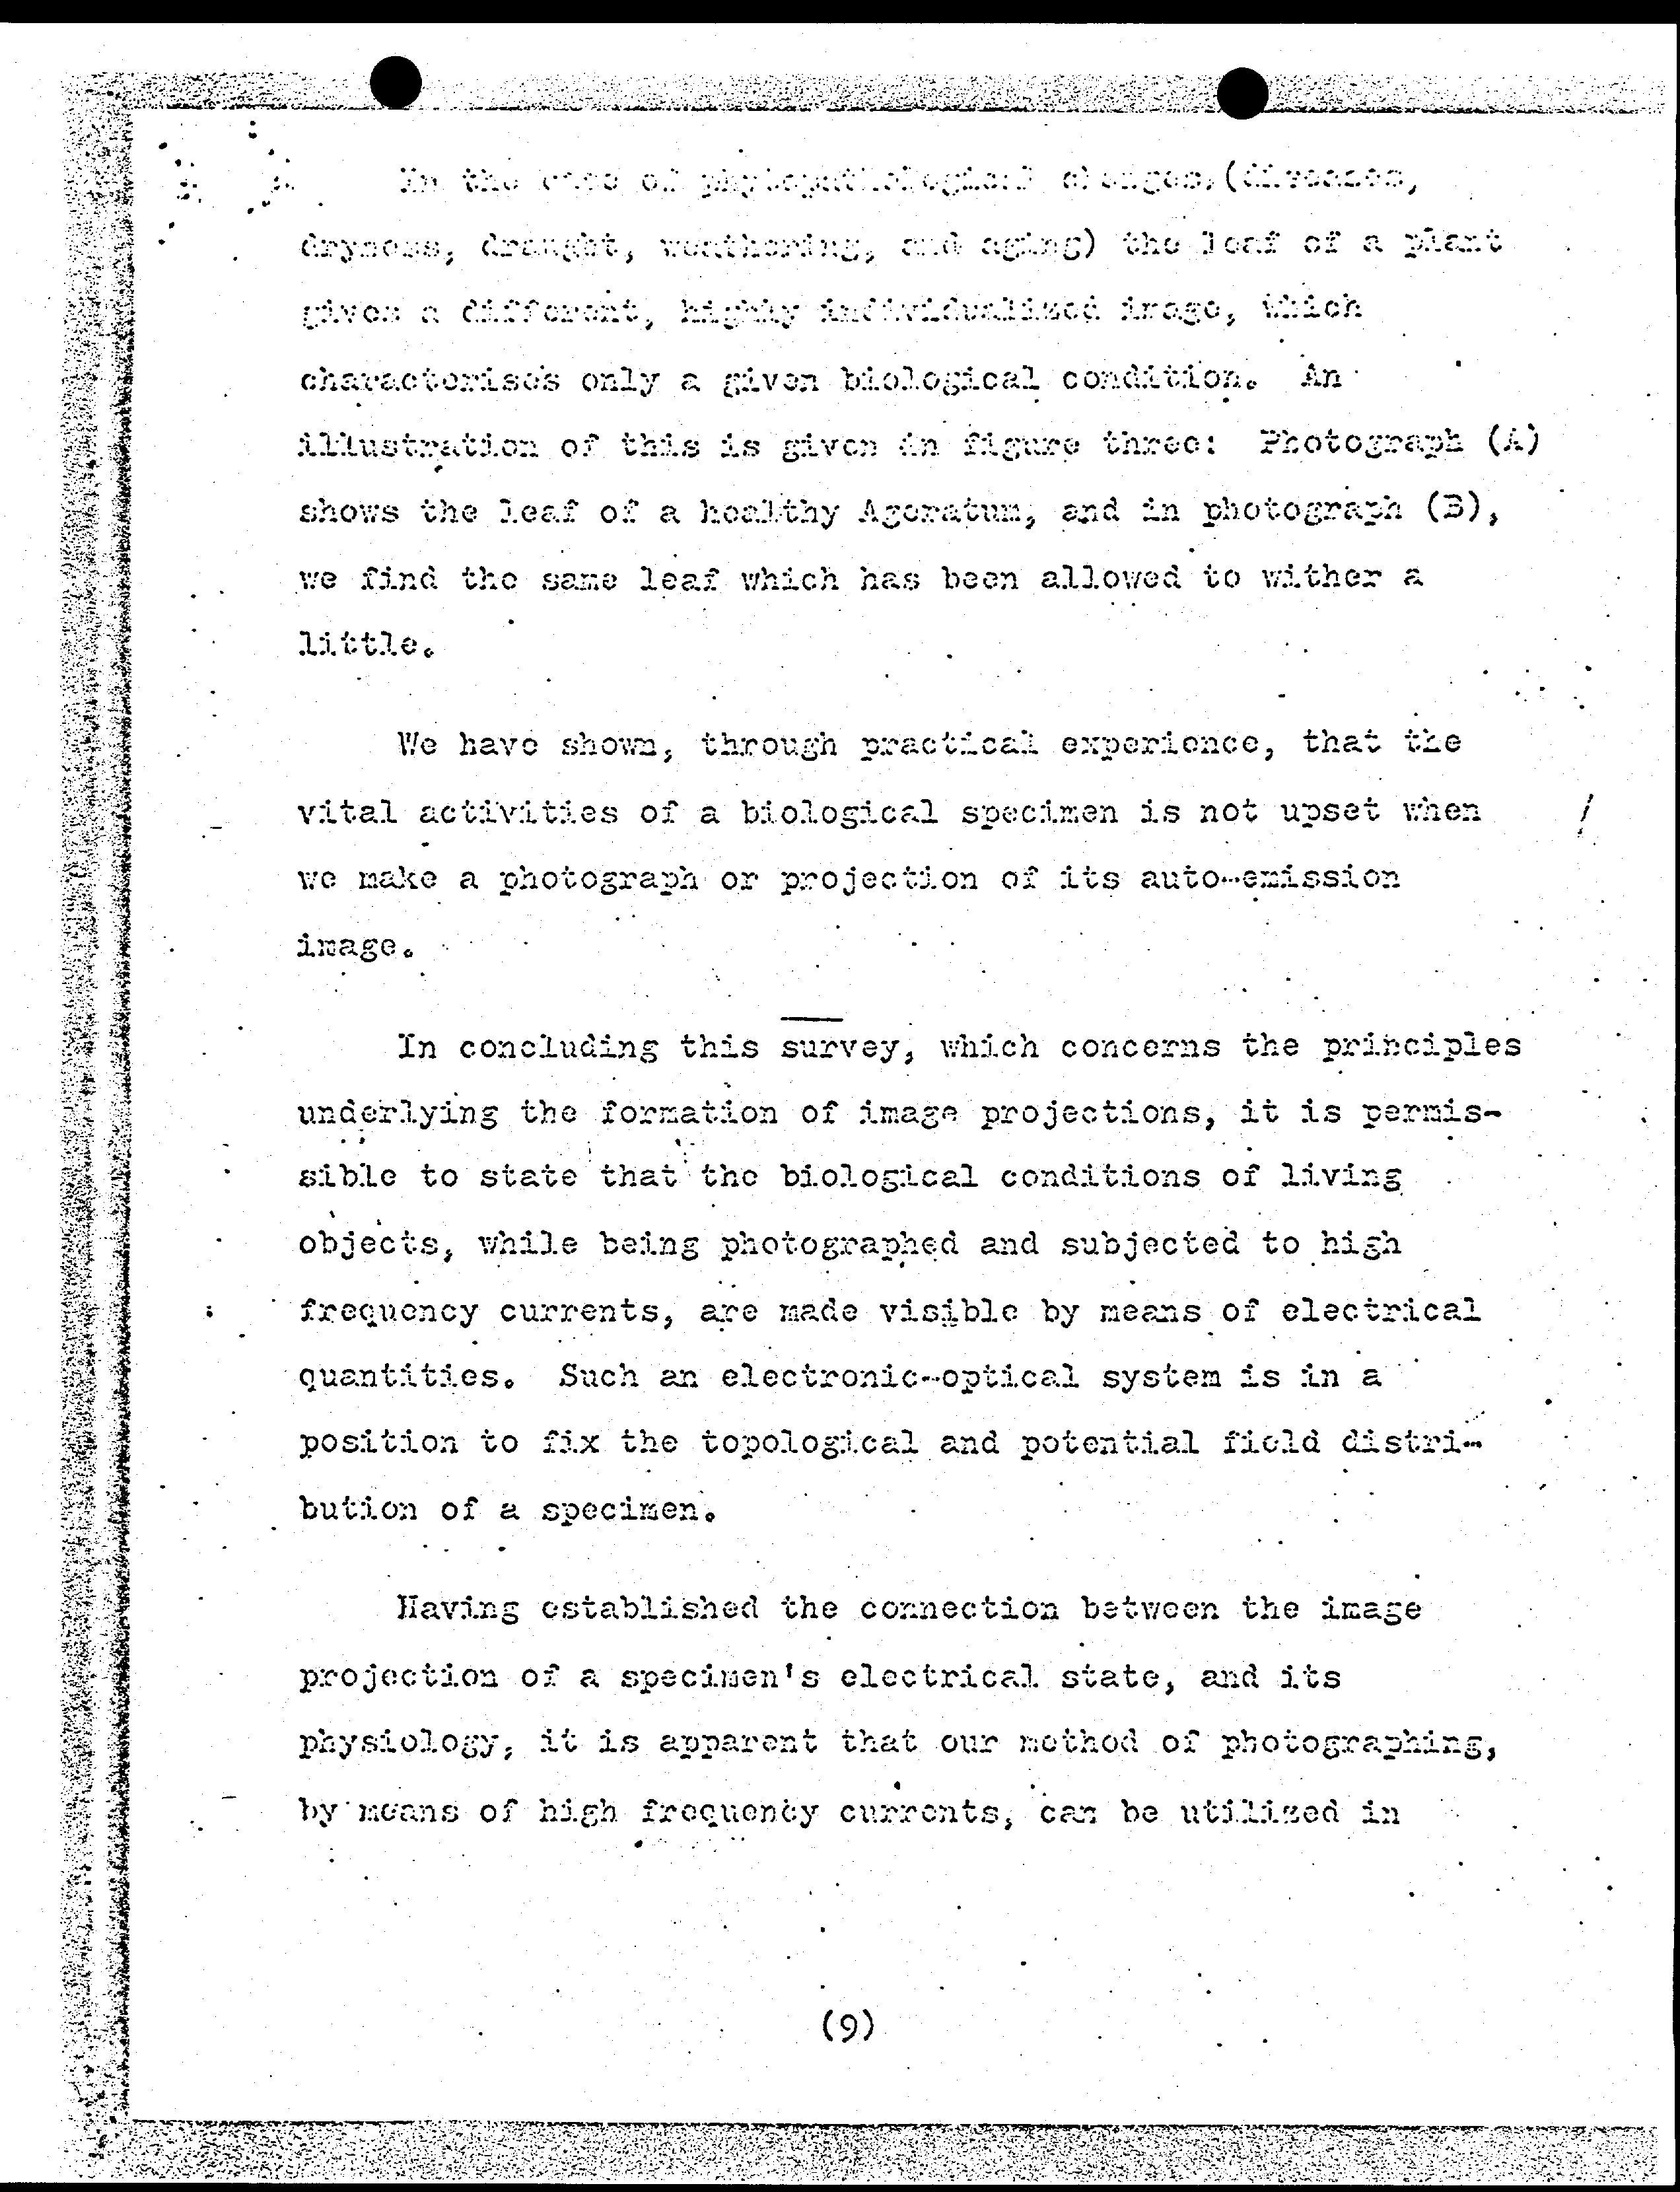 In the case of phytopathological changes, (diseases,
dryness, draught, weathering, and aging) the leaf of a plant
gives a different, highly individualised image, which
characterises only a given biological condition. An
illustration of this is given in figure three: Photograph (A)
shows the leaf of a healthy Ageratum, and in photograph (B),
we find the same leaf which has been allowed to wither a
little.
We have shown, through practical experience, that the
vital activities of a biological specimen is not upset when
we make a photograph or projection of its auto-emission
image.
In concluding this survey, which concerns the principles
underlying the formation of image projections, it is permis-
sible to state that the biological conditions of living
objects, while being photographed and subjected to high
frequency currents, are made visible by means of electrical
quantities. Such an electronic-optical system is in a
position to fix the topological and potential field distri-
bution of a specimen.
Having established the connection between the image
projection of a specimen's electrical state, and its
physiology, it is apparent that our method of photographing,
by means of high frequency currents, can be utilised in
(9)